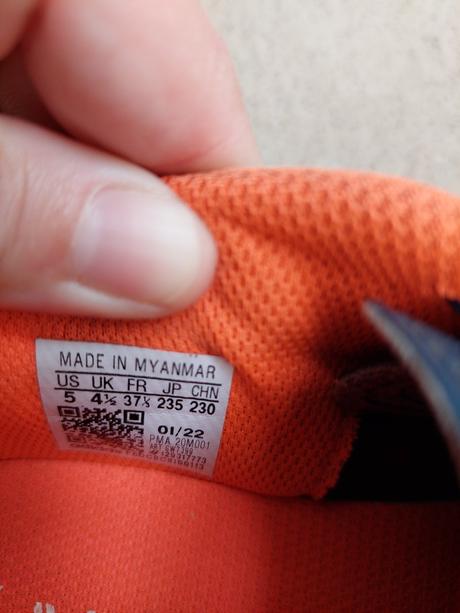 MADE IN MYANMAR
US UK FR JP CHN
5 4½ 37⅓ 235 230
01/22
PMA 20M001